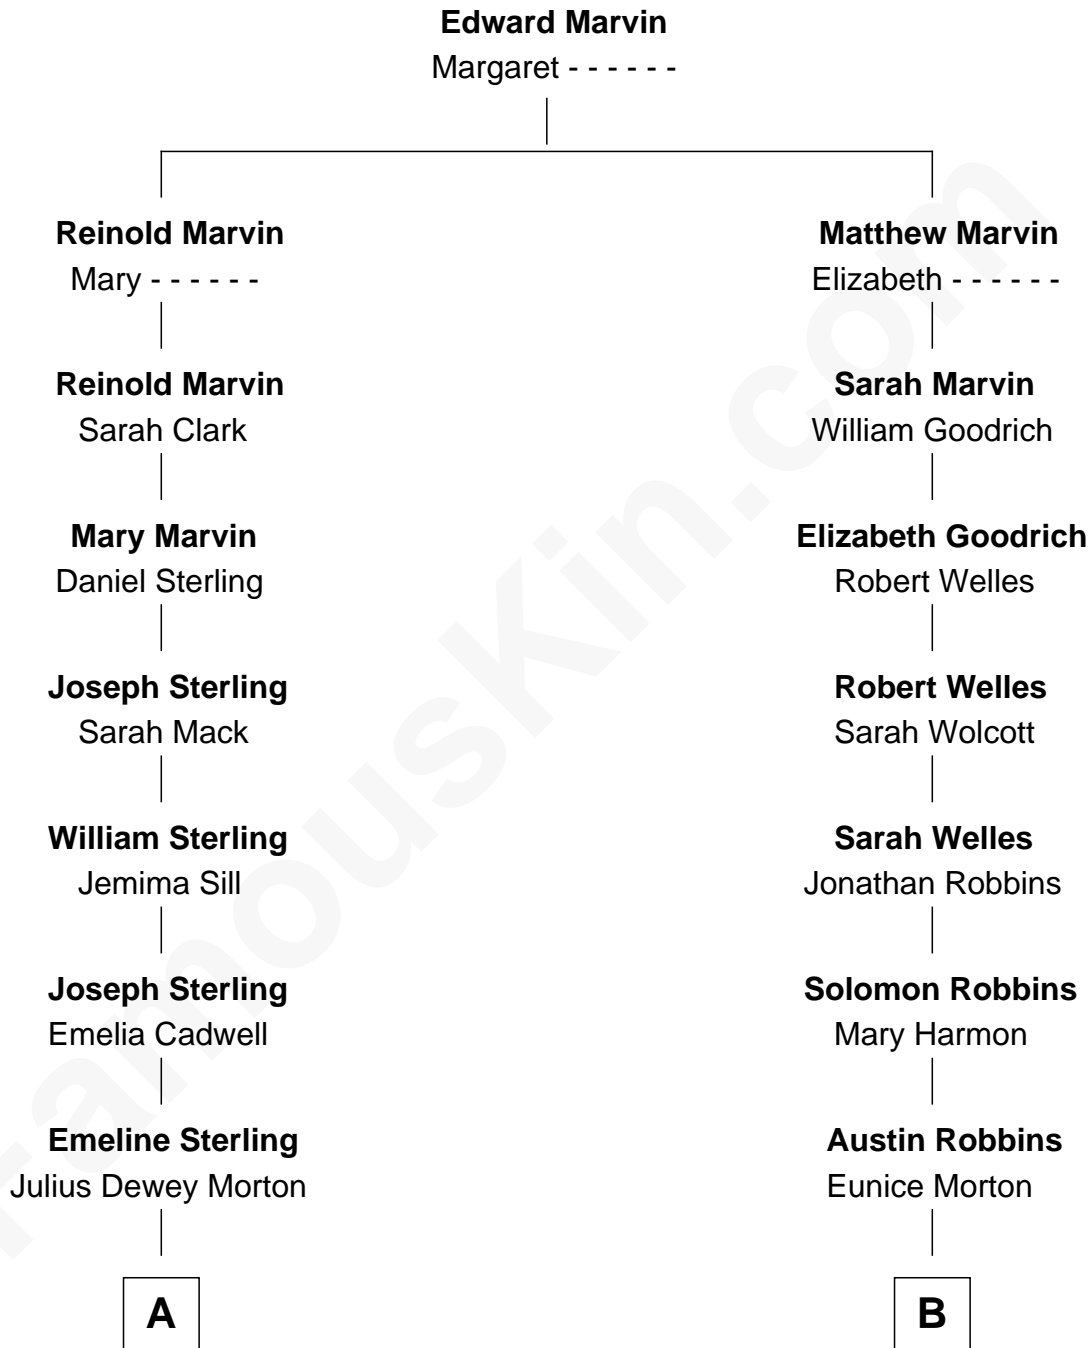 Edward Marvin
Margaret - - - - - -
Reinold Marvin
Mary - - - - - -
Reinold Marvin
Sarah Clark
Mary Marvin
Daniel Sterling
Joseph Sterling
Sarah Mack
William Sterling
Jemima Sill
Joseph Sterling
Emelia Cadwell
Emeline Sterling
Julius Dewey Morton
A
Matthew Marvin
Elizabeth - - - - - -
Sarah Marvin
William Goodrich
Elizabeth Goodrich
Robert Welles
Robert Welles
Sarah Wolcott
Sarah Welles
Jonathan Robbins
Solomon Robbins
Mary Harmon
Austin Robbins
Eunice Morton
B
FamousKin.com